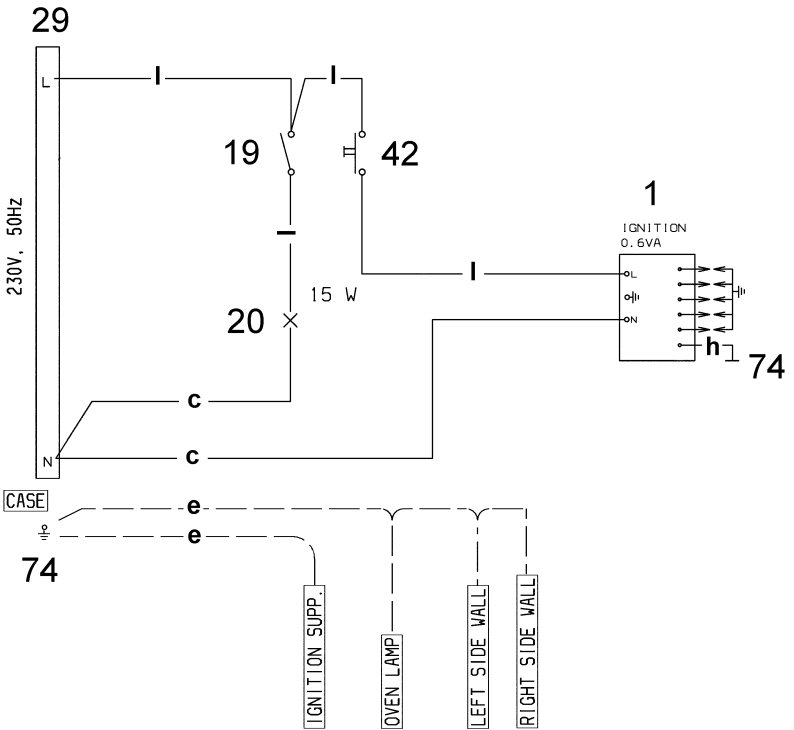 29
L
l
l
19
42
1
IGNITION
0.6VA
230V, 50Hz
l
l
L
15 W
20
N
h
74
c
c
N
CASE
e
e
74
IGNITION SUPP.
OVEN LAMP
LEFT SIDE WALL
RIGHT SIDE WALL